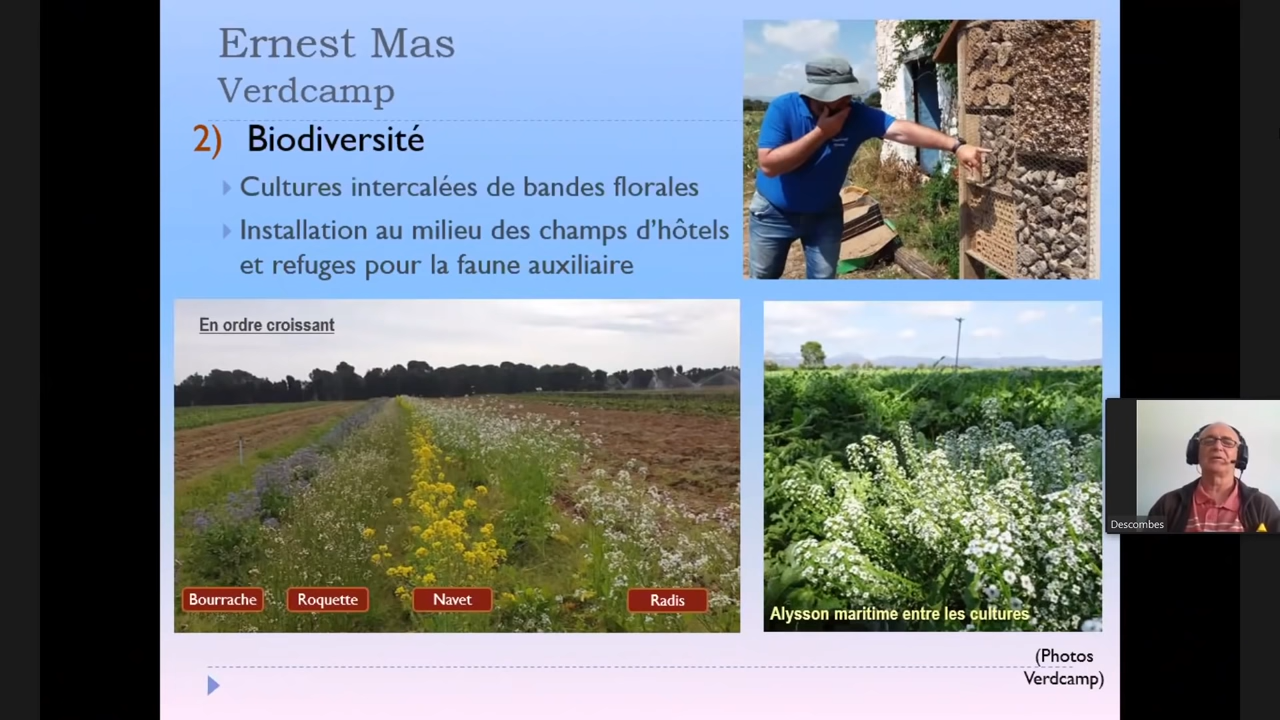 Ernest Mas
Verdcamp
2) Biodiversité
Cultures intercalées de bandes florales
Installation au milieu des champs d’hôtels
et refuges pour la faune auxiliaire
En ordre croissant
Bourrache
Roquette
Navet
Radis
Alysson maritime entre les cultures
(Photos
Verdcamp)
Descombes